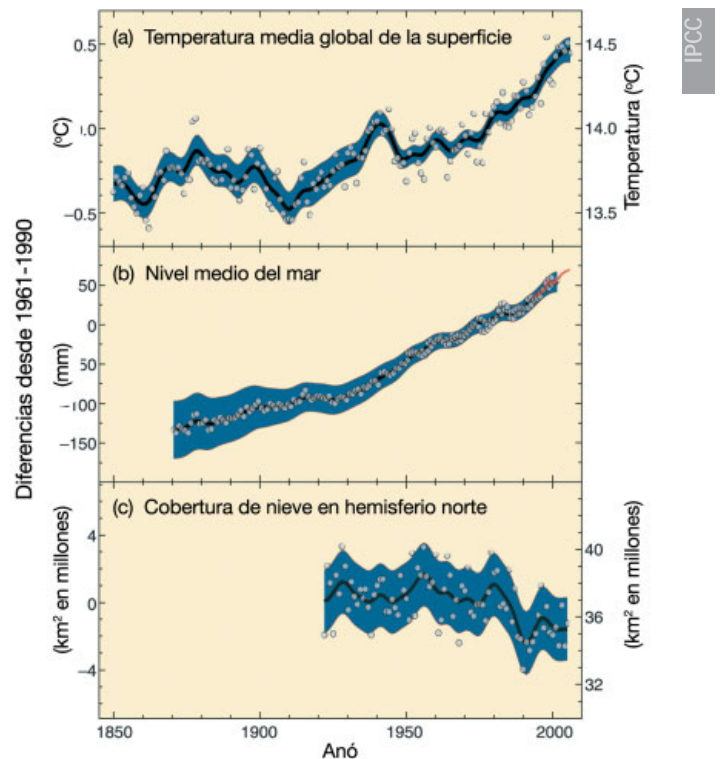 IPCC
(a) Temperatura media global de la superficie
0.5
:.0
−0.5
(ºC)
14.5
14.0
13.5
Temperatura (ºC)
Diferencias desde 1961-1990
(b) Nivel medio del mar
50
0
50
−100
−150
(mm)
(c) Cobertura de nieve en hemisferio norte
4
0
−4
(km² en millones)
40
36
32
(km² en millones)
1850
1900
1950
2000
Anó